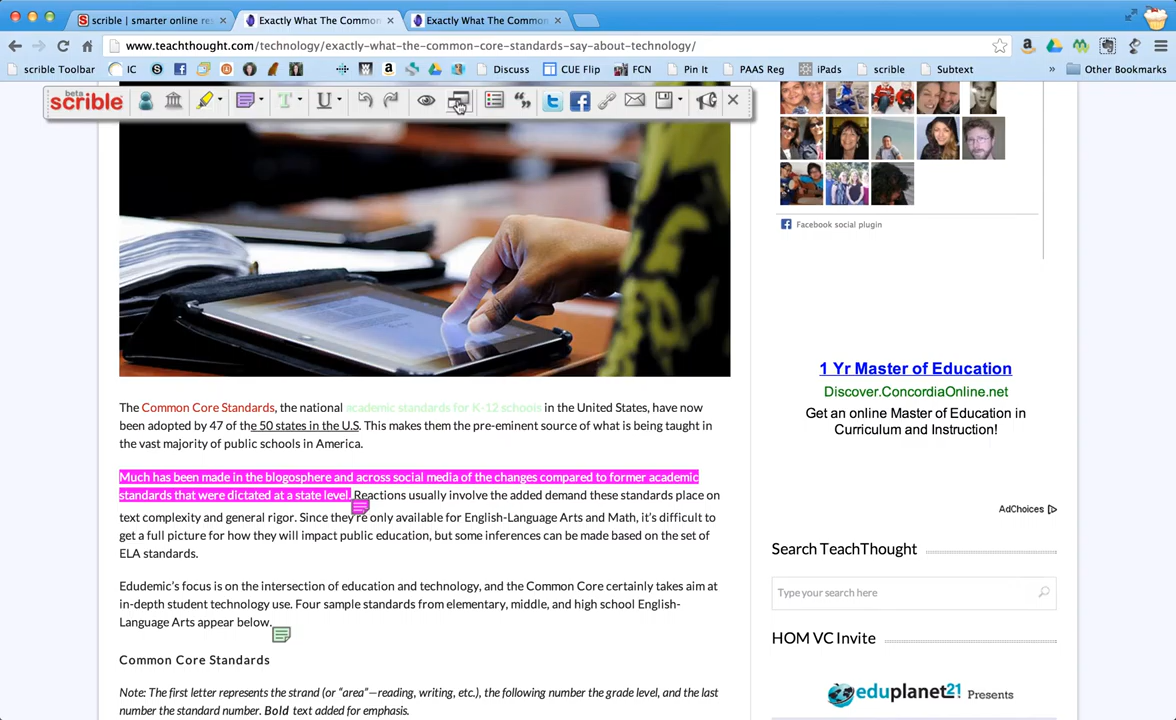 scrible | smarter online re
Exactly What The Common
Exactly What The Common
www.teachthought.com/technology/exactly-what-the-common-core-standards-say-about-technology/
scrible Toolbar
IC
Discuss
CUE Flip
FCN
Pin It
PAAS Reg
iPads
scrible
Subtext
»
Other Bookmarks
beta
scrible
Facebook social plugin
The Common Core Standards, the national academic standards for K-12 schools in the United States, have now
been adopted by 47 of the 50 states in the U.S. This makes them the pre-eminent source of what is being taught in
the vast majority of public schools in America.
Much has been made in the blogosphere and across social media of the changes compared to former academic
standards that were dictated at a state level. Reactions usually involve the added demand these standards place on
text complexity and general rigor. Since they're only available for English-Language Arts and Math, it's difficult to
get a full picture for how they will impact public education, but some inferences can be made based on the set of
ELA standards.
Edudemic's focus is on the intersection of education and technology, and the Common Core certainly takes aim at
in-depth student technology use. Four sample standards from elementary, middle, and high school English-
Language Arts appear below.
Common Core Standards
Note: The first letter represents the strand (or "area"—reading, writing, etc.), the following number the grade level, and the last
number the standard number. Bold text added for emphasis.
1 Yr Master of Education
Discover.ConcordiaOnline.net
Get an online Master of Education in
Curriculum and Instruction!
AdChoices
Search TeachThought
Type your search here
HOM VC Invite
eduplanet21 Presents